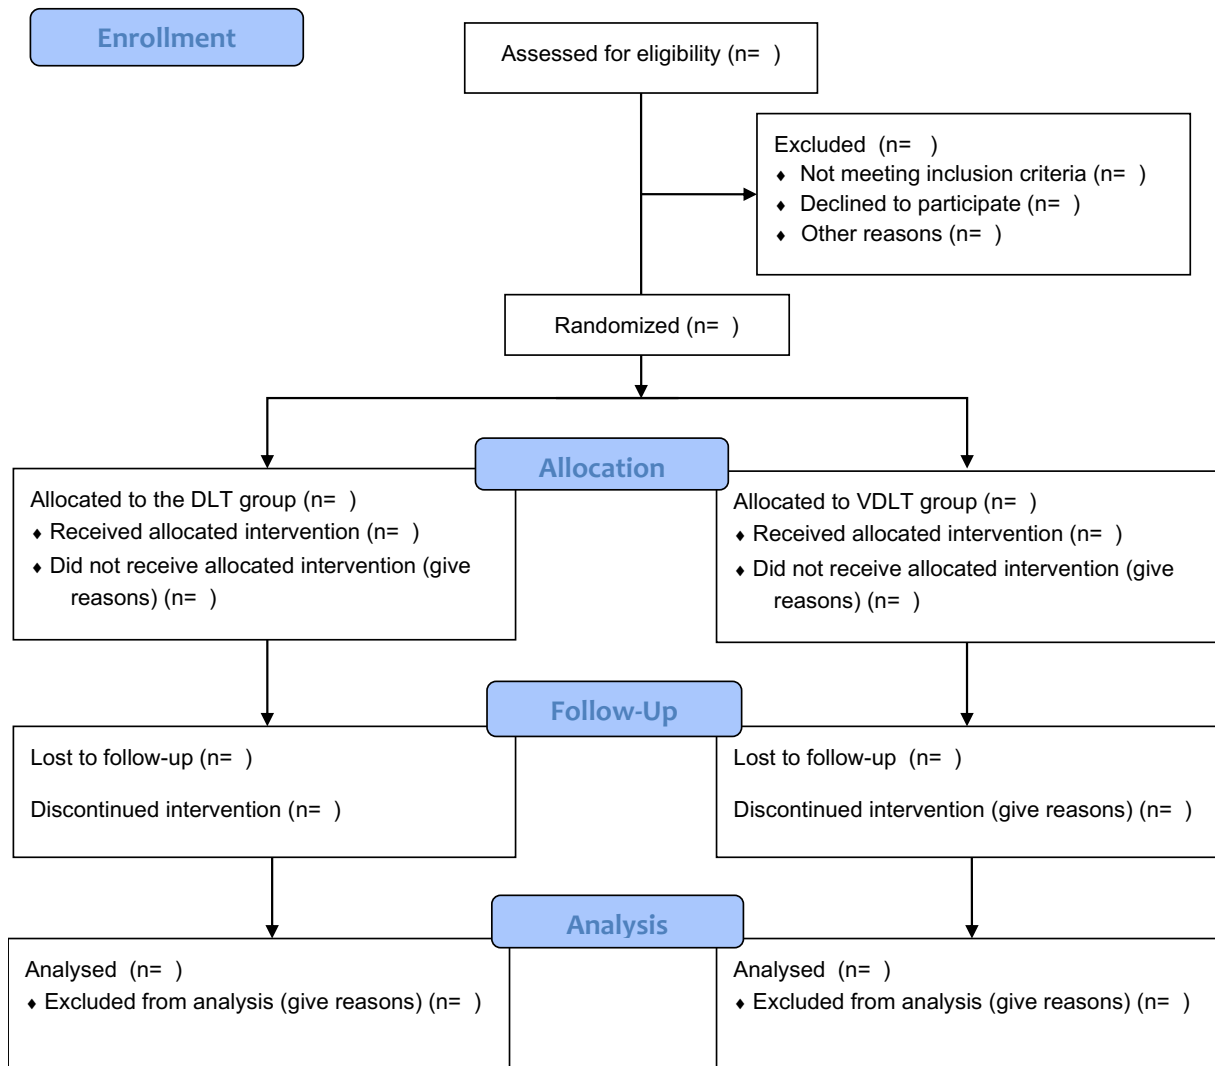 Enrollment
Assessed for eligibility (n=  )
Excluded  (n=   )
♦ Not meeting inclusion criteria (n=  )
♦ Declined to participate (n=  )
♦ Other reasons (n=  )
Randomized (n=  )
Allocation
Allocated to the DLT group (n=  )
♦ Received allocated intervention (n=  )
♦ Did not receive allocated intervention (give
reasons) (n=  )
Allocated to VDLT group (n=  )
♦ Received allocated intervention (n=  )
♦ Did not receive allocated intervention (give
reasons) (n=  )
Follow-Up
Lost to follow-up (n=  )
Discontinued intervention (n=  )
Lost to follow-up  (n=  )
Discontinued intervention (give reasons) (n=  )
Analysis
Analysed  (n=  )
♦ Excluded from analysis (give reasons) (n=  )
Analysed  (n=  )
♦ Excluded from analysis (give reasons) (n=  )